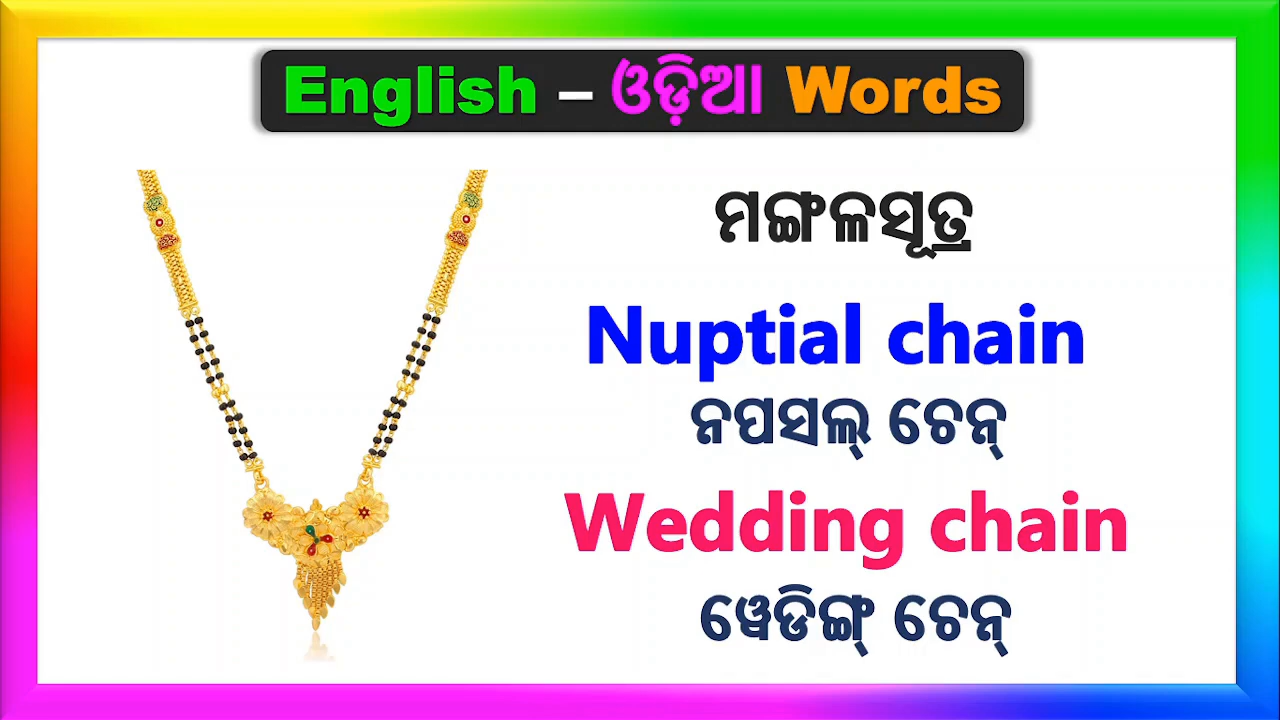 English – ଓଡ଼ିଆ Words
ମଙ୍ଗଳସୂତ୍ର
Nuptial chain
ନପସଲ୍ ଚେନ୍
Wedding chain
ୱେଡିଙ୍ଗ୍ ଚେନ୍